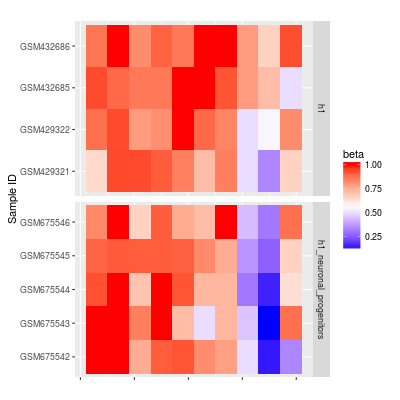 GSM432686
GSM432685
GSM429322
GSM429321
h1
GSM675546
GSM675545
GSM675544
GSM675543
GSM675542
h1_neuronal_progenitors
Sample ID
beta
1.00
0.75
0.50
0.25